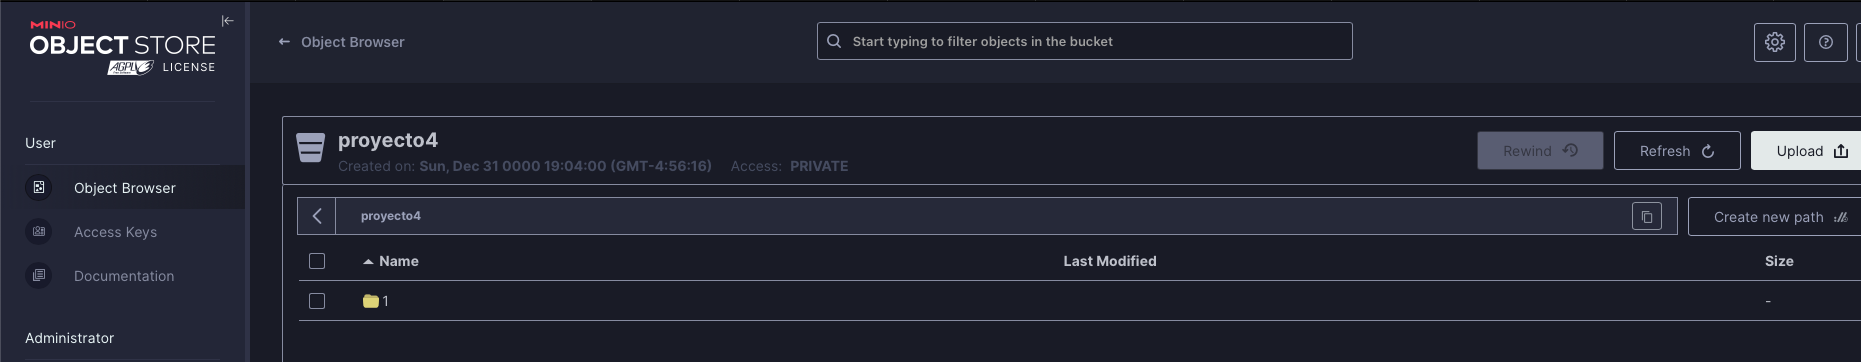 MINIO
OBJECT STORE
AGPLv3 LICENSE
User
Object Browser
Access Keys
Documentation
Administrator
← Object Browser
Start typing to filter objects in the bucket
proyecto4
Created on: Sun, Dec 31 0000 19:04:00 (GMT-4:56:16) Access: PRIVATE
Rewind
Refresh
Upload
proyecto4
Create new path
Name Last Modified Size
1 -